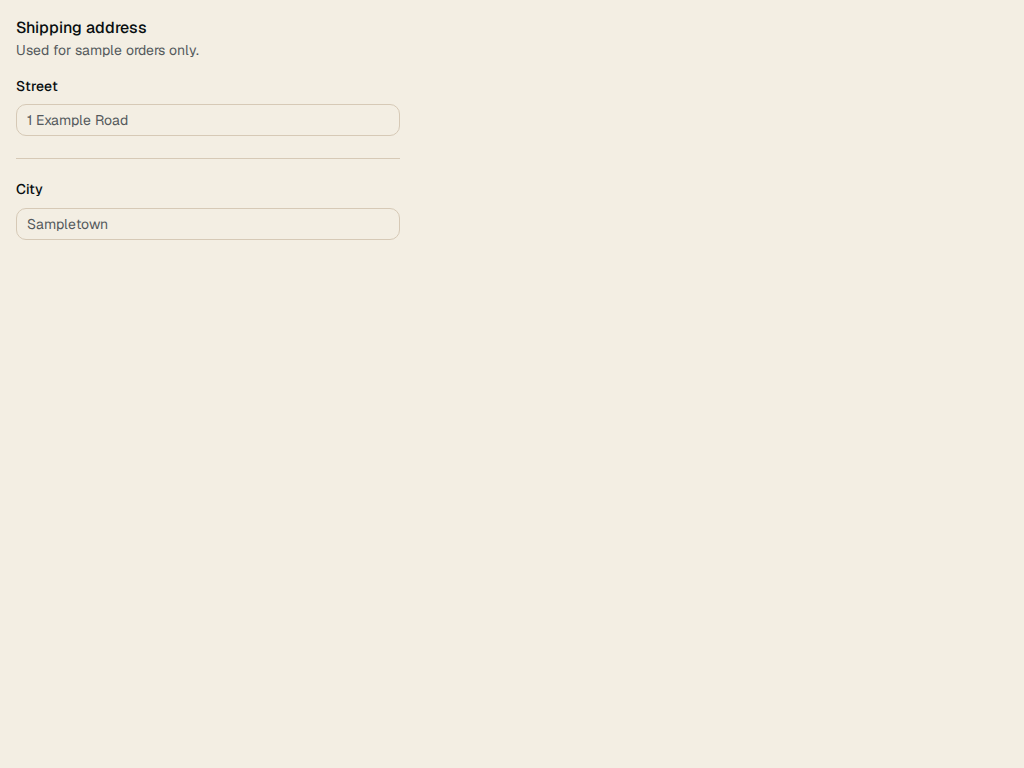 Shipping address
Used for sample orders only.
Street
1 Example Road
City
Sampletown